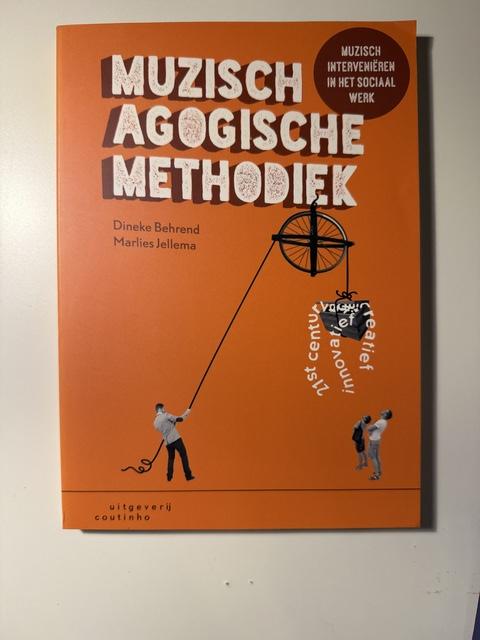 MUZISCH
INTERVENIËREN
IN HET SOCIAAL
WERK
MUZISCH
AGOGISCHE
METHODIEK
Dineke Behrend
Marlies Jellema
21st century
innovatief
creatief
uitgeverij
coutinho